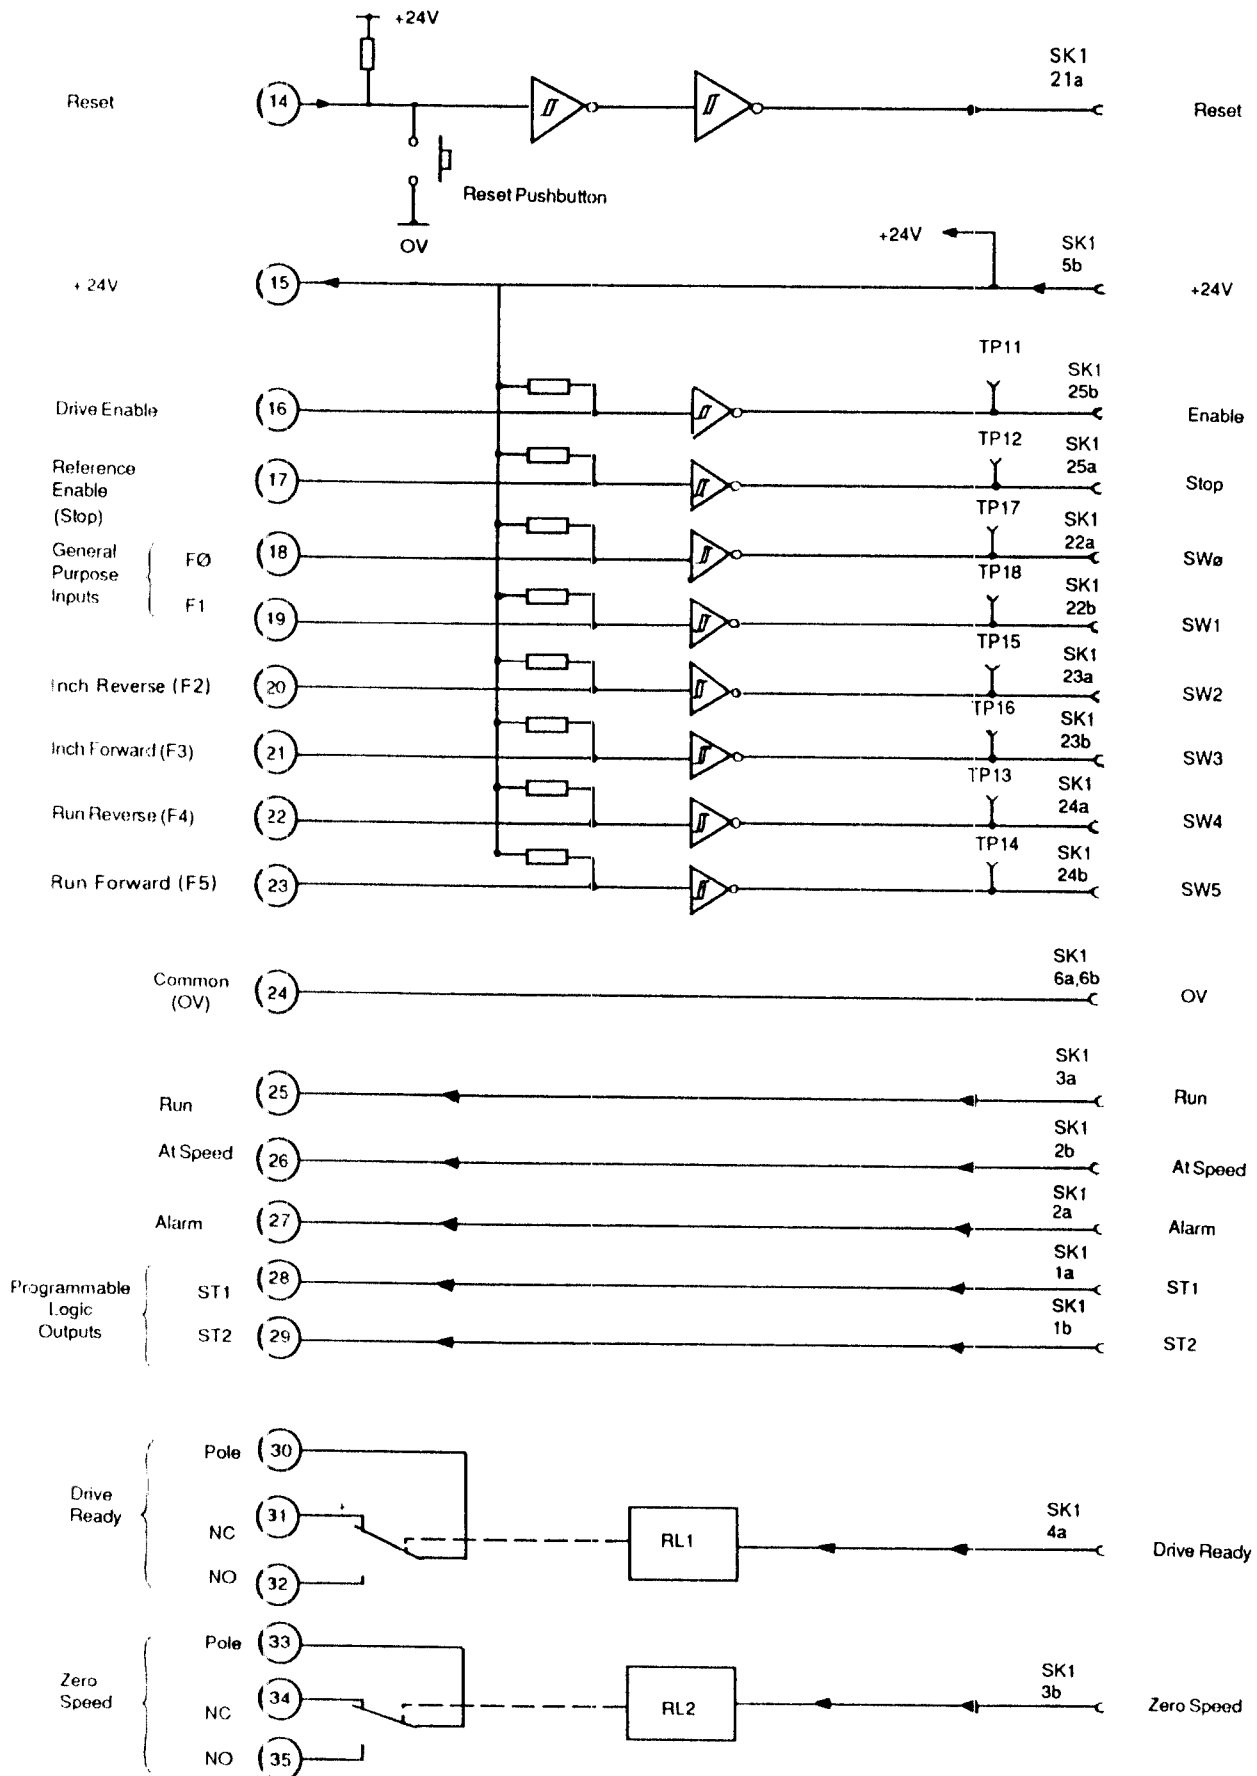 +24V
Reset
14
SK1
21a
Reset
Reset Pushbutton
OV
+ 24V
15
+24V
SK1
5b
+24V
TP11
Drive Enable
16
SK1
25b
Enable
TP12
Reference
Enable
(Stop)
17
SK1
25a
Stop
TP17
General
Purpose
Inputs
FØ
18
SK1
22a
SWø
TP18
F1
19
SK1
22b
SW1
TP15
Inch Reverse (F2)
20
SK1
23a
SW2
TP16
Inch Forward (F3)
21
SK1
23b
SW3
TP13
Run Reverse (F4)
22
SK1
24a
SW4
TP14
Run Forward (F5)
23
SK1
24b
SW5
Common
(OV)
24
SK1
6a,6b
OV
Run
25
SK1
3a
Run
At Speed
26
SK1
2b
At Speed
Alarm
27
SK1
2a
Alarm
Programmable
Logic
Outputs
ST1
28
SK1
1a
ST1
ST2
29
SK1
1b
ST2
Drive
Ready
Pole
30
NC
31
NO
32
RL1
SK1
4a
Drive Ready
Zero
Speed
Pole
33
NC
34
NO
35
RL2
SK1
3b
Zero Speed